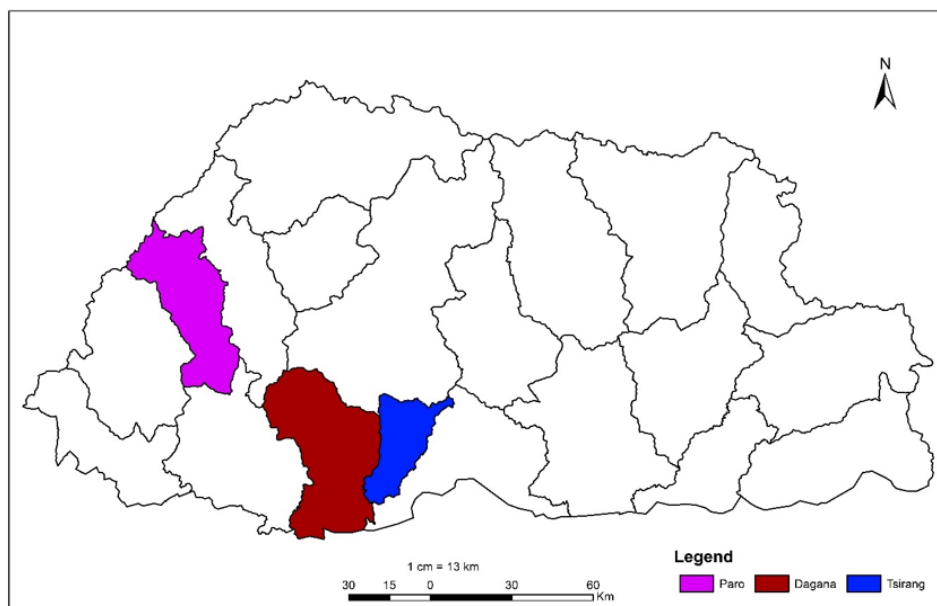 N
Legend
1 cm = 13 km
Paro Dagana Tsirang
30 15 0 30 60
Km